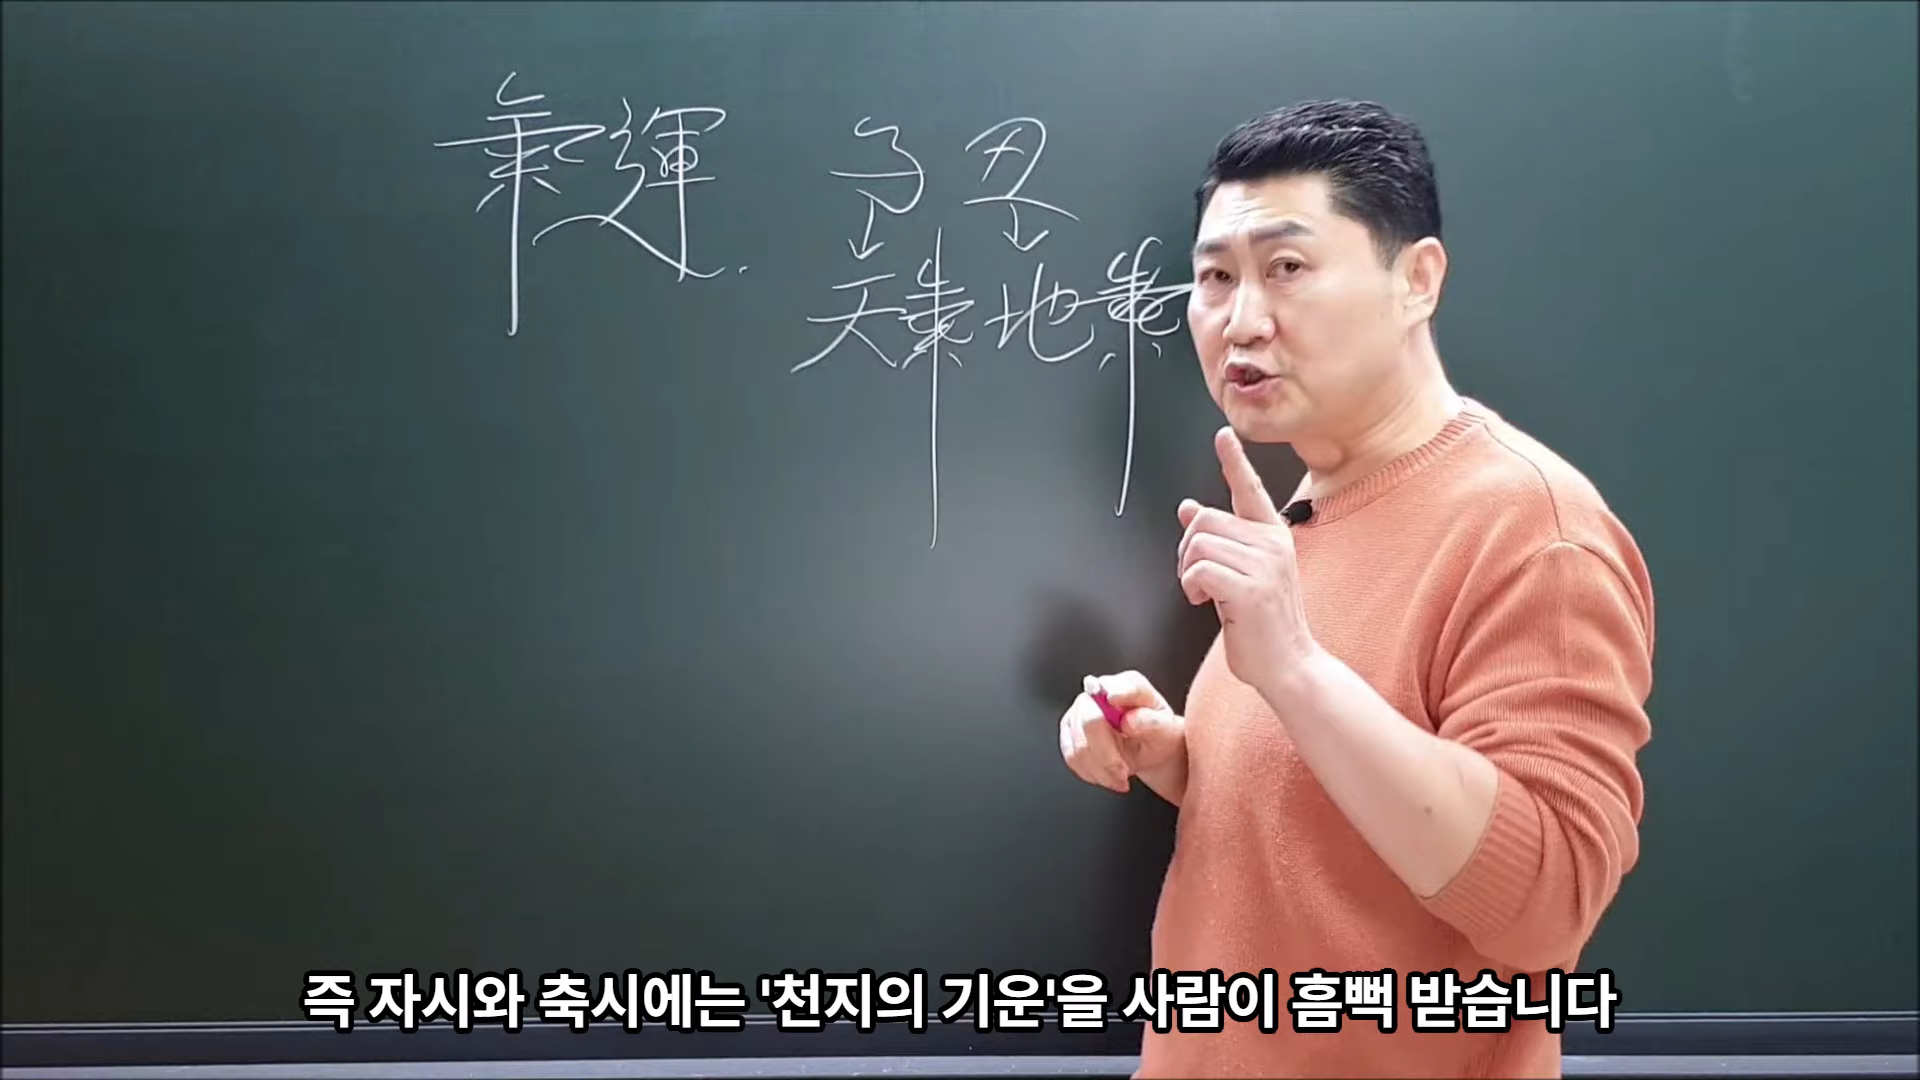 氣運 子 丑
天氣 地氣
즉 자시와 축시에는 '천지의 기운'을 사람이 흠뻑 받습니다